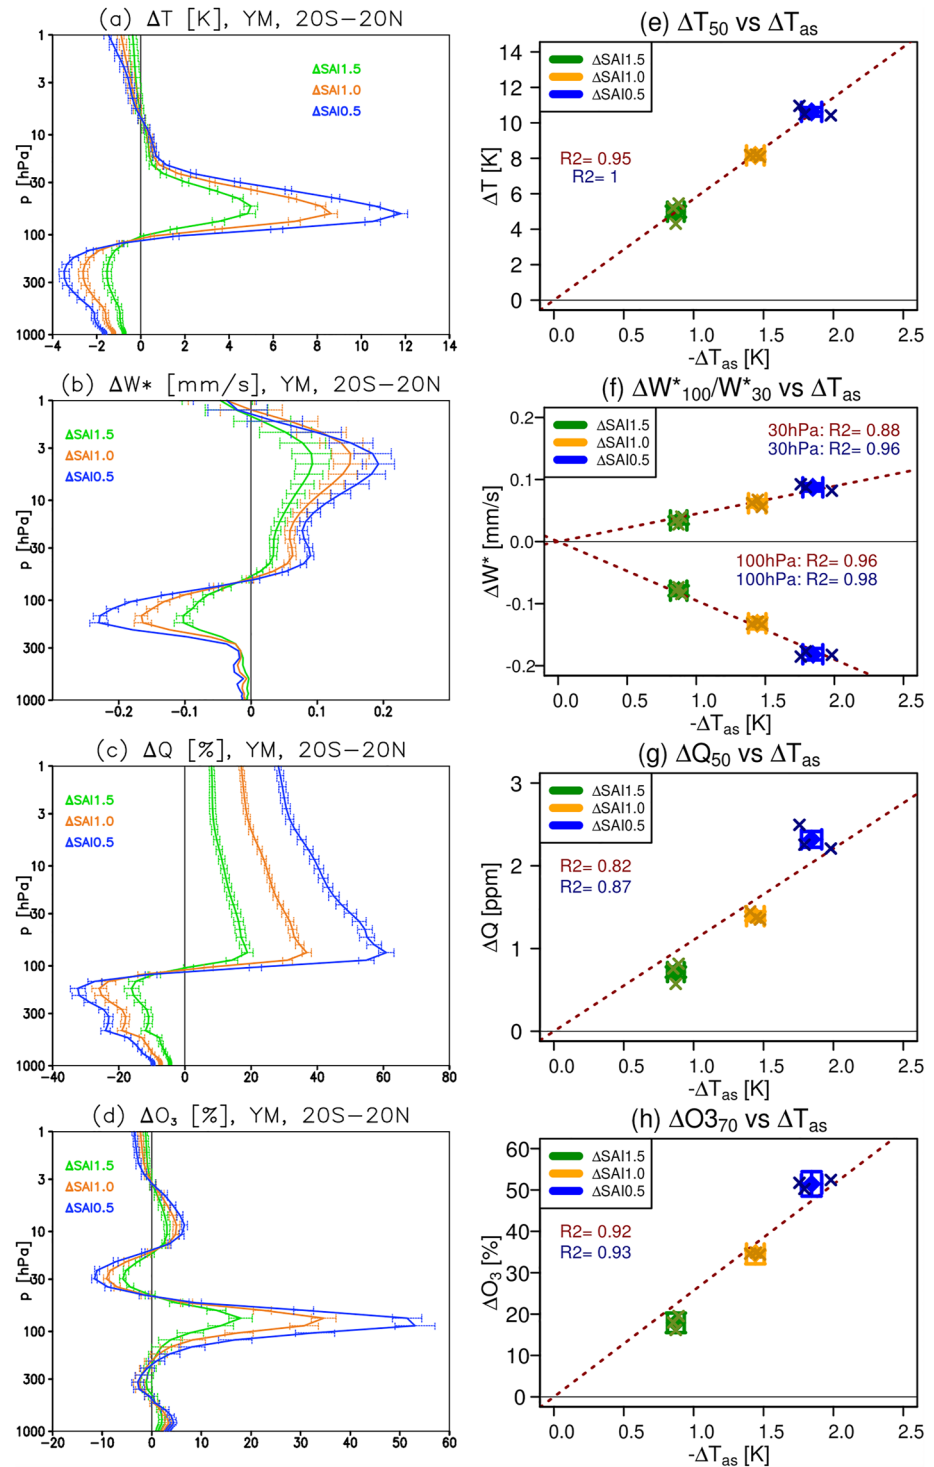 (a) ΔT [K], YM, 20S−20N
1
3
10
30
100
300
1000
p [hPa]
ΔSAI1.5
ΔSAI1.0
ΔSAI0.5
−4 −2 0 2 4 6 8 10 12 14
(e) ΔT50 vs ΔTas
14
12
10
8
6
4
2
0
ΔT [K]
ΔSAI1.5
ΔSAI1.0
ΔSAI0.5
R2= 0.95
R2= 1
0.0 0.5 1.0 1.5 2.0 2.5
-ΔTas [K]
(b) ΔW* [mm/s], YM, 20S−20N
1
3
10
30
100
300
1000
p [hPa]
ΔSAI1.5
ΔSAI1.0
ΔSAI0.5
−0.2 −0.1 0 0.1 0.2
(f) ΔW*100/W*30 vs ΔTas
0.2
0.1
0.0
-0.1
-0.2
ΔW* [mm/s]
ΔSAI1.5
ΔSAI1.0
ΔSAI0.5
30hPa: R2= 0.88
30hPa: R2= 0.96
100hPa: R2= 0.96
100hPa: R2= 0.98
0.0 0.5 1.0 1.5 2.0 2.5
-ΔTas [K]
(c) ΔQ [%], YM, 20S−20N
1
3
10
30
100
300
1000
p [hPa]
ΔSAI1.5
ΔSAI1.0
ΔSAI0.5
−40 −20 0 20 40 60 80
(g) ΔQ50 vs ΔTas
3
2
1
0
ΔQ [ppm]
ΔSAI1.5
ΔSAI1.0
ΔSAI0.5
R2= 0.82
R2= 0.87
0.0 0.5 1.0 1.5 2.0 2.5
-ΔTas [K]
(d) ΔO₃ [%], YM, 20S−20N
1
3
10
30
100
300
1000
p [hPa]
ΔSAI1.5
ΔSAI1.0
ΔSAI0.5
−20 −10 0 10 20 30 40 50 60
(h) ΔO370 vs ΔTas
60
50
40
30
20
10
0
ΔO₃ [%]
ΔSAI1.5
ΔSAI1.0
ΔSAI0.5
R2= 0.92
R2= 0.93
0.0 0.5 1.0 1.5 2.0 2.5
-ΔTas [K]